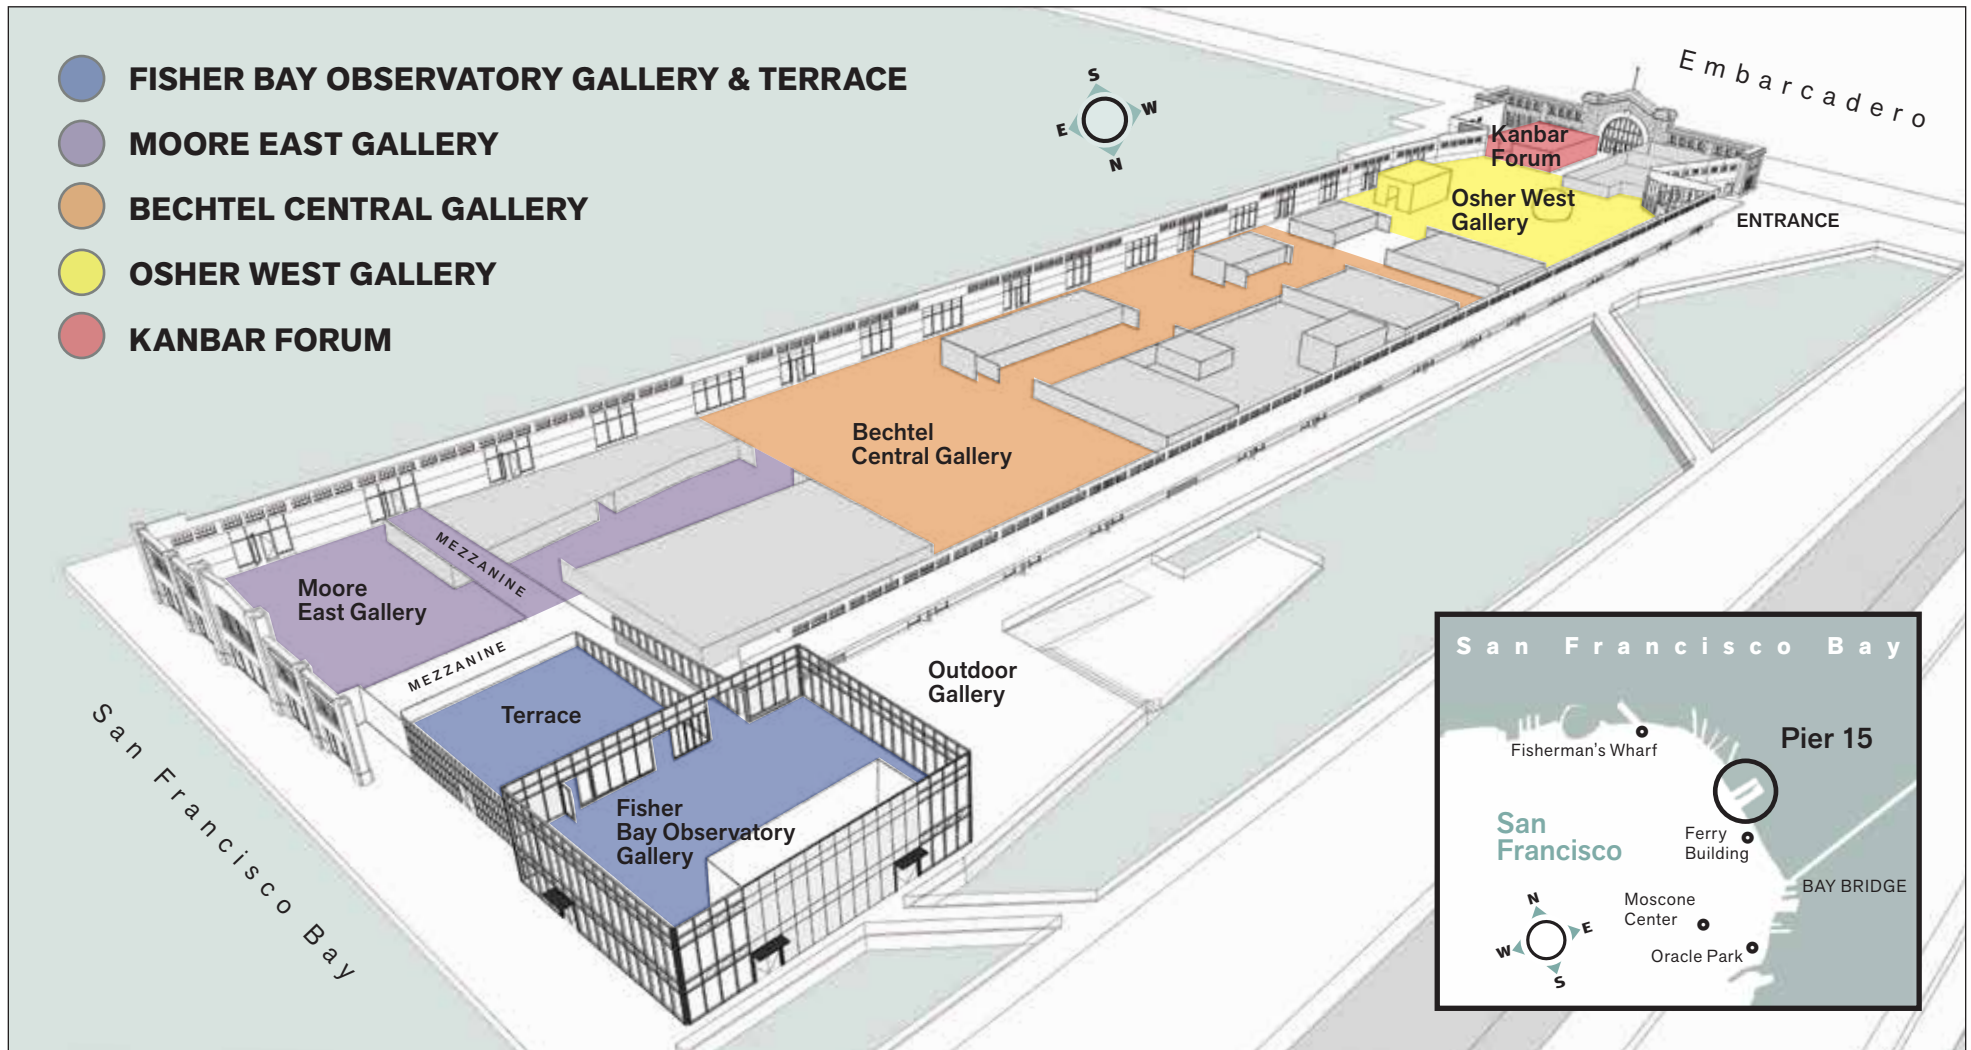 FISHER BAY OBSERVATORY GALLERY & TERRACE
MOORE EAST GALLERY
BECHTEL CENTRAL GALLERY
OSHER WEST GALLERY
KANBAR FORUM
S
W
E
N
Embarcadero
Kanbar
Forum
Osher West
Gallery
ENTRANCE
Bechtel
Central Gallery
MEZZANINE
Moore
East Gallery
MEZZANINE
Terrace
Outdoor
Gallery
Fisher
Bay Observatory
Gallery
San Francisco Bay
San Francisco Bay
Pier 15
Fisherman's Wharf
San
Francisco
Ferry
Building
BAY BRIDGE
Moscone
Center
Oracle Park
N
E
W
S